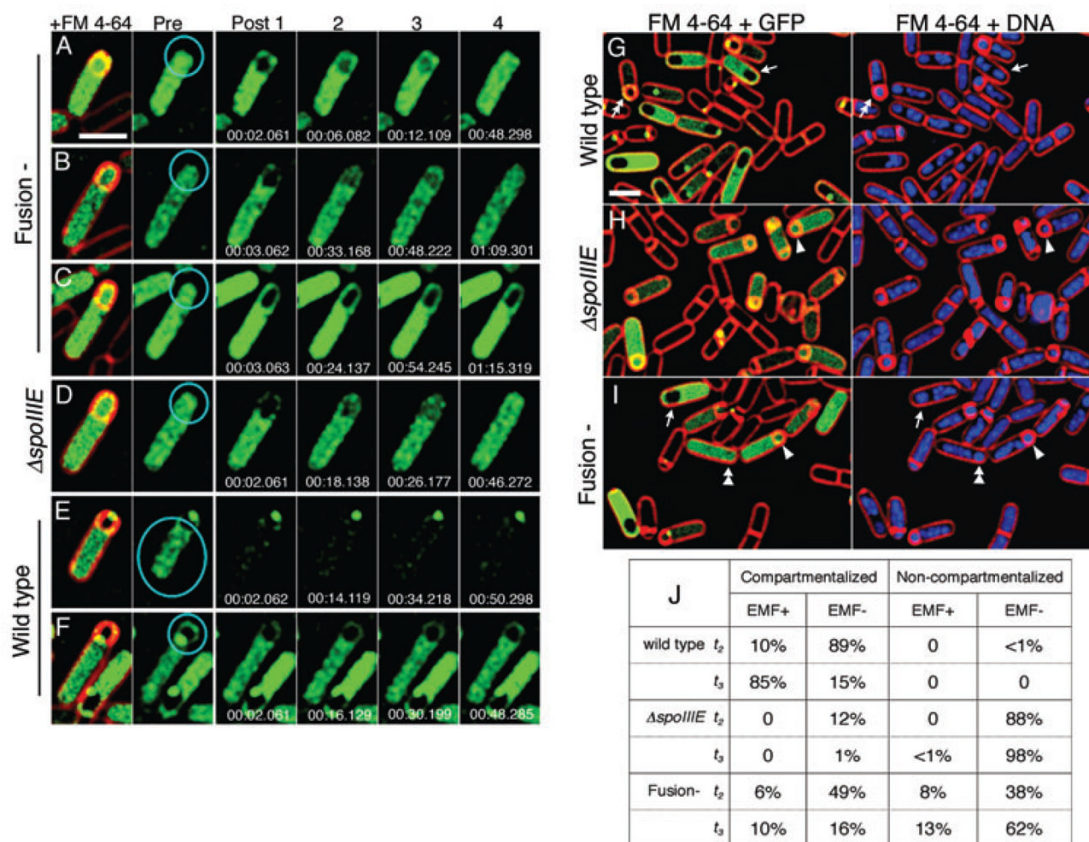 +FM 4-64 Pre Post 1 2 3 4
Fusion -
A
00:02.061 00:06.082 00:12.109 00:48.298
B
00:03.062 00:33.168 00:48.222 01:09.301
C
00:03.063 00:24.137 00:54.245 01:15.319
ΔspoIIIE
D
00:02.061 00:18.138 00:26.177 00:46.272
Wild type
E
00:02.062 00:14.119 00:34.218 00:50.298
F
00:02.061 00:16.129 00:30.199 00:48.285
FM 4-64 + GFP FM 4-64 + DNA
Wild type
G
ΔspoIIIE
H
Fusion -
I
J Compartmentalized Non-compartmentalized
EMF+ EMF- EMF+ EMF-
wild type t2 10% 89% 0 <1%
t3 85% 15% 0 0
ΔspoIIIE t2 0 12% 0 88%
t3 0 1% <1% 98%
Fusion- t2 6% 49% 8% 38%
t3 10% 16% 13% 62%